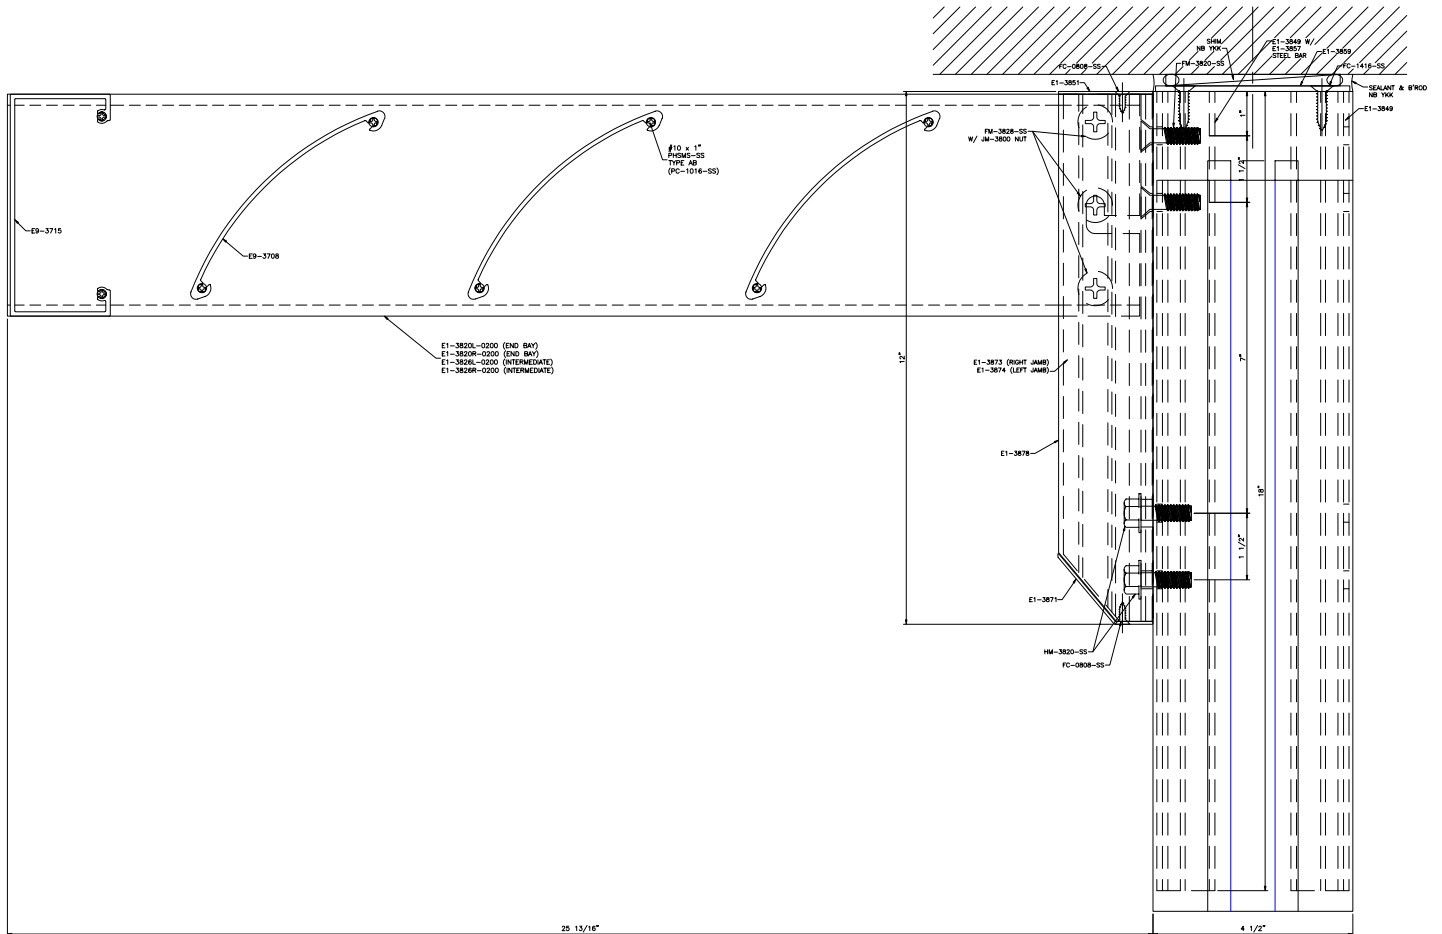 SHIM
NB YKK
E1-3849 W/
E1-3857
STEEL BAR
E1-3859
FM-3820-SS
FC-1416-SS
FC-0808-SS
E1-3851
SEALANT & B'ROD
NB YKK
E1-3849
1"
FM-3828-SS
W/ JM-3800 NUT
#10 x 1"
PHSMS-SS
TYPE AB
(PC-1016-SS)
1 1/2"
E9-3715
E9-3708
E1-3820L-0200 (END BAY)
E1-3820R-0200 (END BAY)
E1-3826L-0200 (INTERMEDIATE)
E1-3826R-0200 (INTERMEDIATE)
12"
E1-3873 (RIGHT JAMB)
E1-3874 (LEFT JAMB)
7"
E1-3878
18"
1 1/2"
E1-3871
HM-3820-SS
FC-0808-SS
25 13/16"
4 1/2"